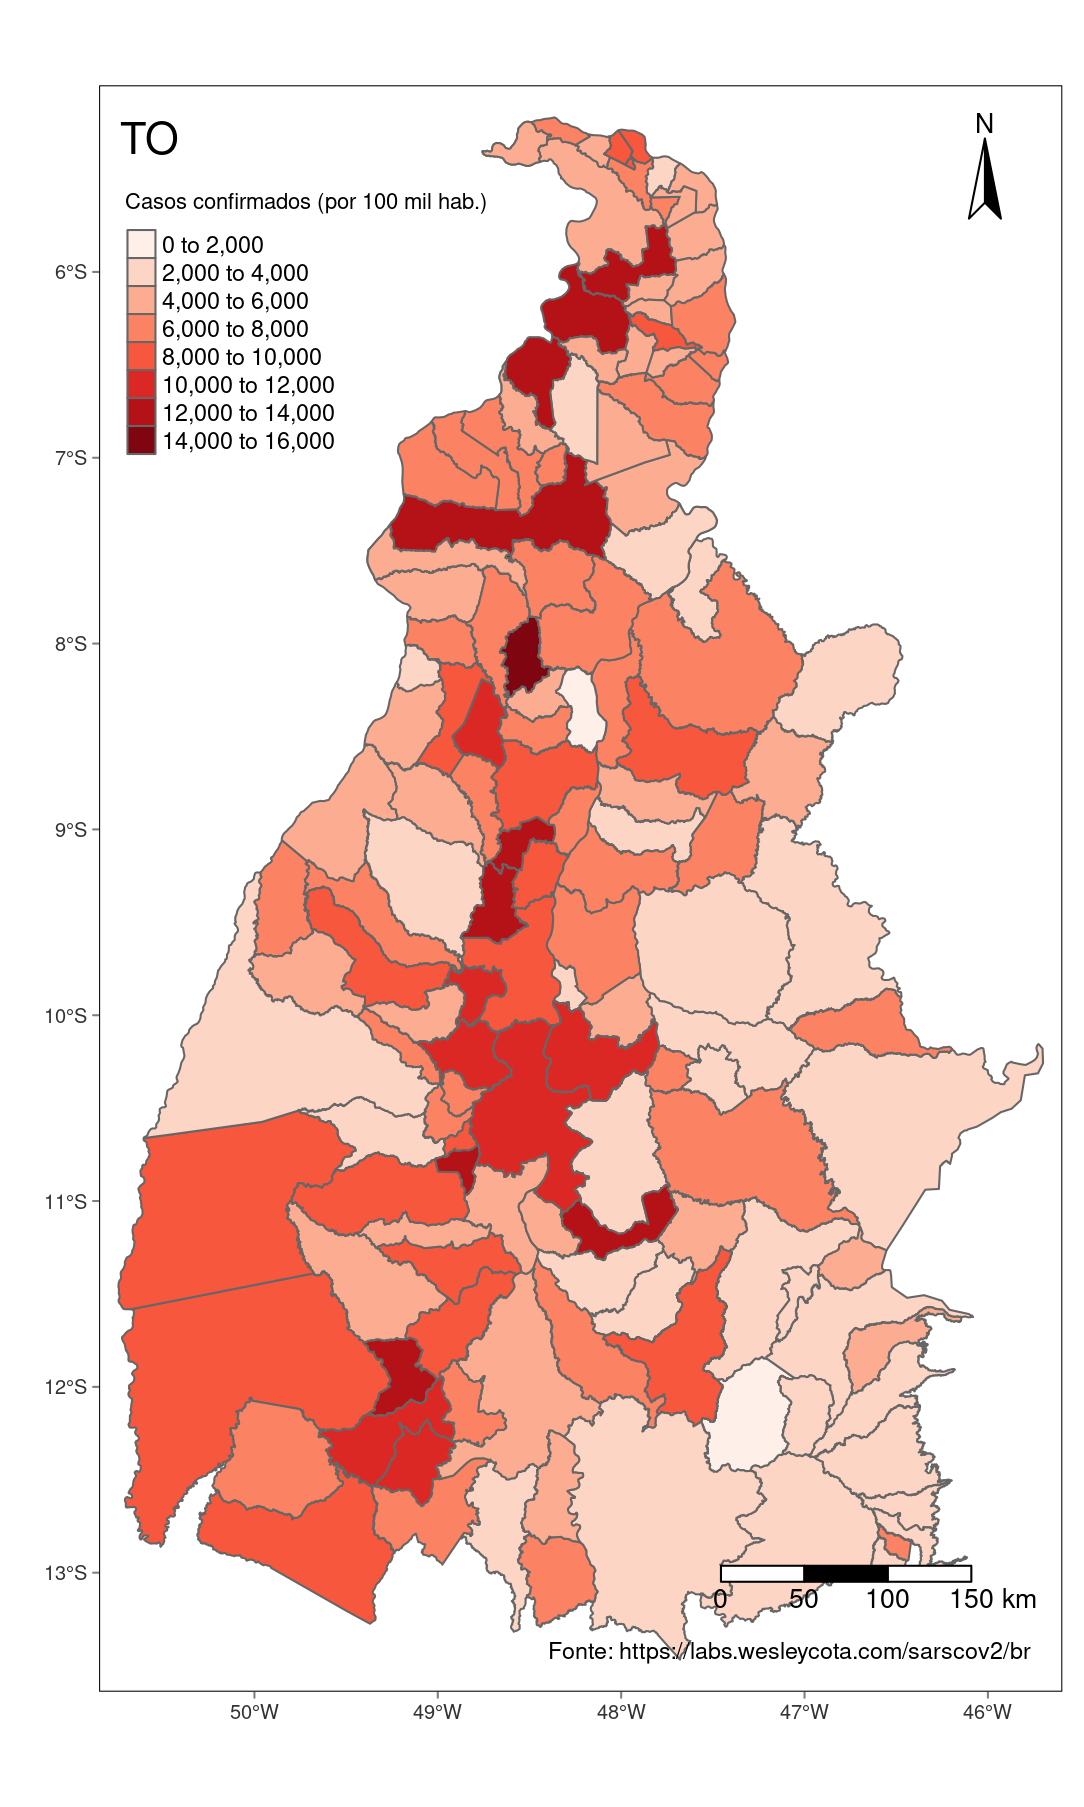 TO
N
Casos confirmados (por 100 mil hab.)
0 to 2,000
2,000 to 4,000
4,000 to 6,000
6,000 to 8,000
8,000 to 10,000
10,000 to 12,000
12,000 to 14,000
14,000 to 16,000
6°S
7°S
8°S
9°S
10°S
11°S
12°S
13°S
0 50 100 150 km
Fonte: https://labs.wesleycota.com/sarscov2/br
50°W 49°W 48°W 47°W 46°W